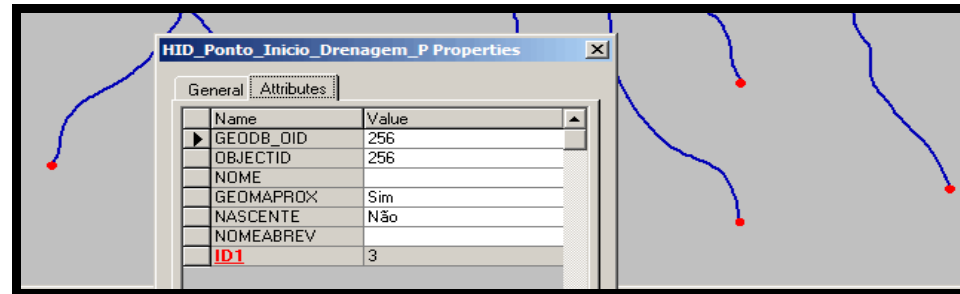 HID_Ponto_Inicio_Drenagem_P Properties
General Attributes
Name Value
GEODB_OID 256
OBJECTID 256
NOME
GEOMAPROX Sim
NASCENTE Não
NOMEABREV
ID1 3